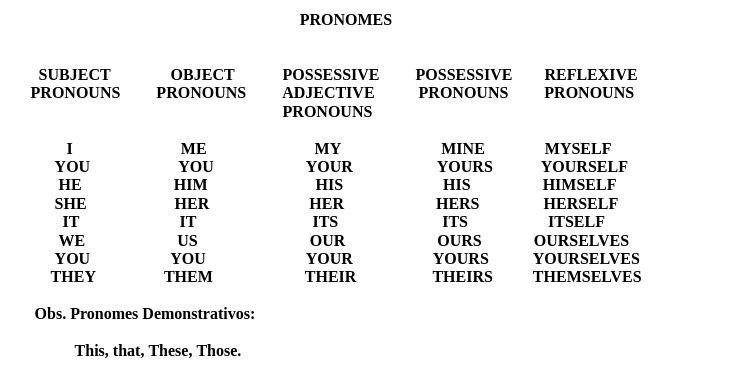 PRONOMES
SUBJECT OBJECT POSSESSIVE POSSESSIVE REFLEXIVE
PRONOUNS PRONOUNS ADJECTIVE PRONOUNS PRONOUNS
PRONOUNS
I ME MY MINE MYSELF
YOU YOU YOUR YOURS YOURSELF
HE HIM HIS HIS HIMSELF
SHE HER HER HERS HERSELF
IT IT ITS ITS ITSELF
WE US OUR OURS OURSELVES
YOU YOU YOUR YOURS YOURSELVES
THEY THEM THEIR THEIRS THEMSELVES
Obs. Pronomes Demonstrativos:
This, that, These, Those.